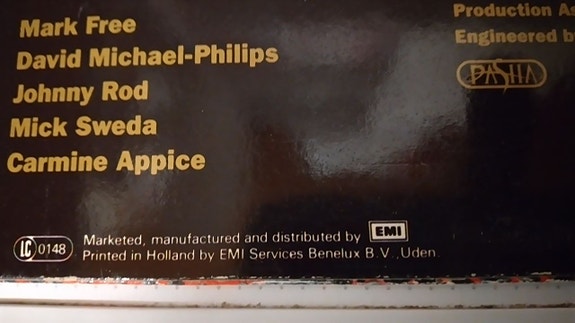 Mark Free
David Michael-Philips
Johnny Rod
Mick Sweda
Carmine Appice
Production As
Engineered by
PASHA
LC 0148
Marketed, manufactured and distributed by EMI
Printed in Holland by EMI Services Benelux B.V., Uden.